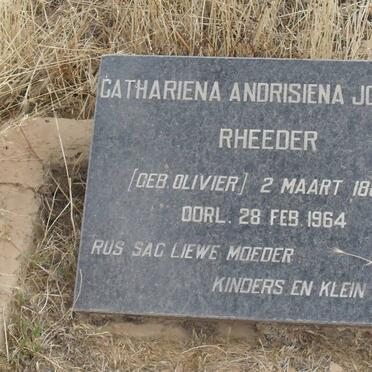 CATHARIENA ANDRISIENA JO
RHEEDER
[GEB. OLIVIER] 2 MAART 18
OORL. 28 FEB. 1964
RUS SAG LIEWE MOEDER
KINDERS EN KLEIN